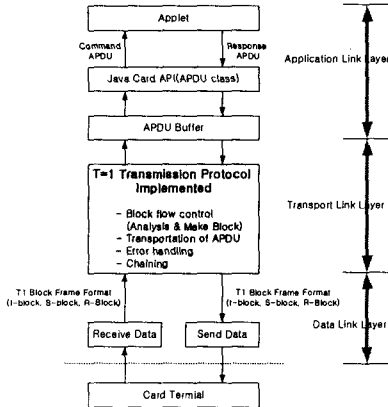 Applet
Command
APDU
Response
APDU
Application Link Layer
Java Card API(APDU class)
APDU Buffer
T=1 Transmission Protocol
Implemented
- Block flow control
(Analysis & Make Block)
- Transportation of APDU
- Error handling
- Chaining
Transport Link Layer
T1 Block Frame Format
(I-block, S-block, R-Block)
T1 Block Frame Format
(I-block, S-block, R-Block)
Receive Data
Send Data
Data Link Layer
Card Termial